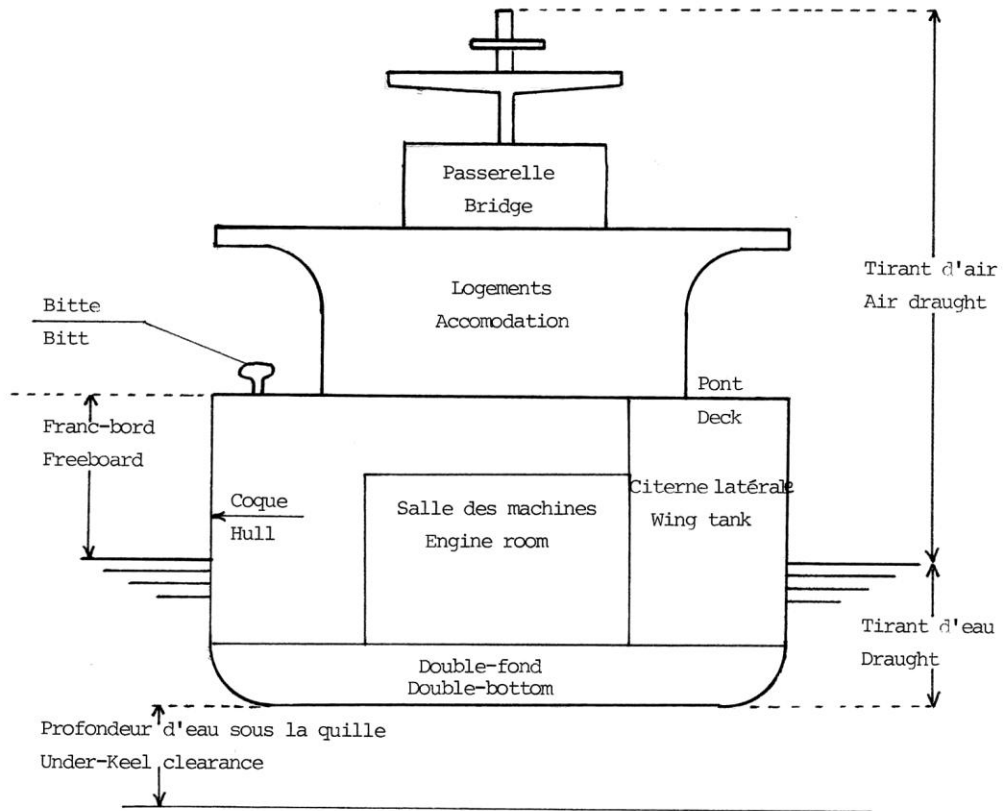 Passerelle
Bridge
Tirant d'air
Air draught
Logements
Accomodation
Bitte
Bitt
Pont
Deck
Franc-bord
Freeboard
Citerne latérale
Wing tank
Coque
Hull
Salle des machines
Engine room
Tirant d'eau
Draught
Double-fond
Double-bottom
Profondeur d'eau sous la quille
Under-Keel clearance